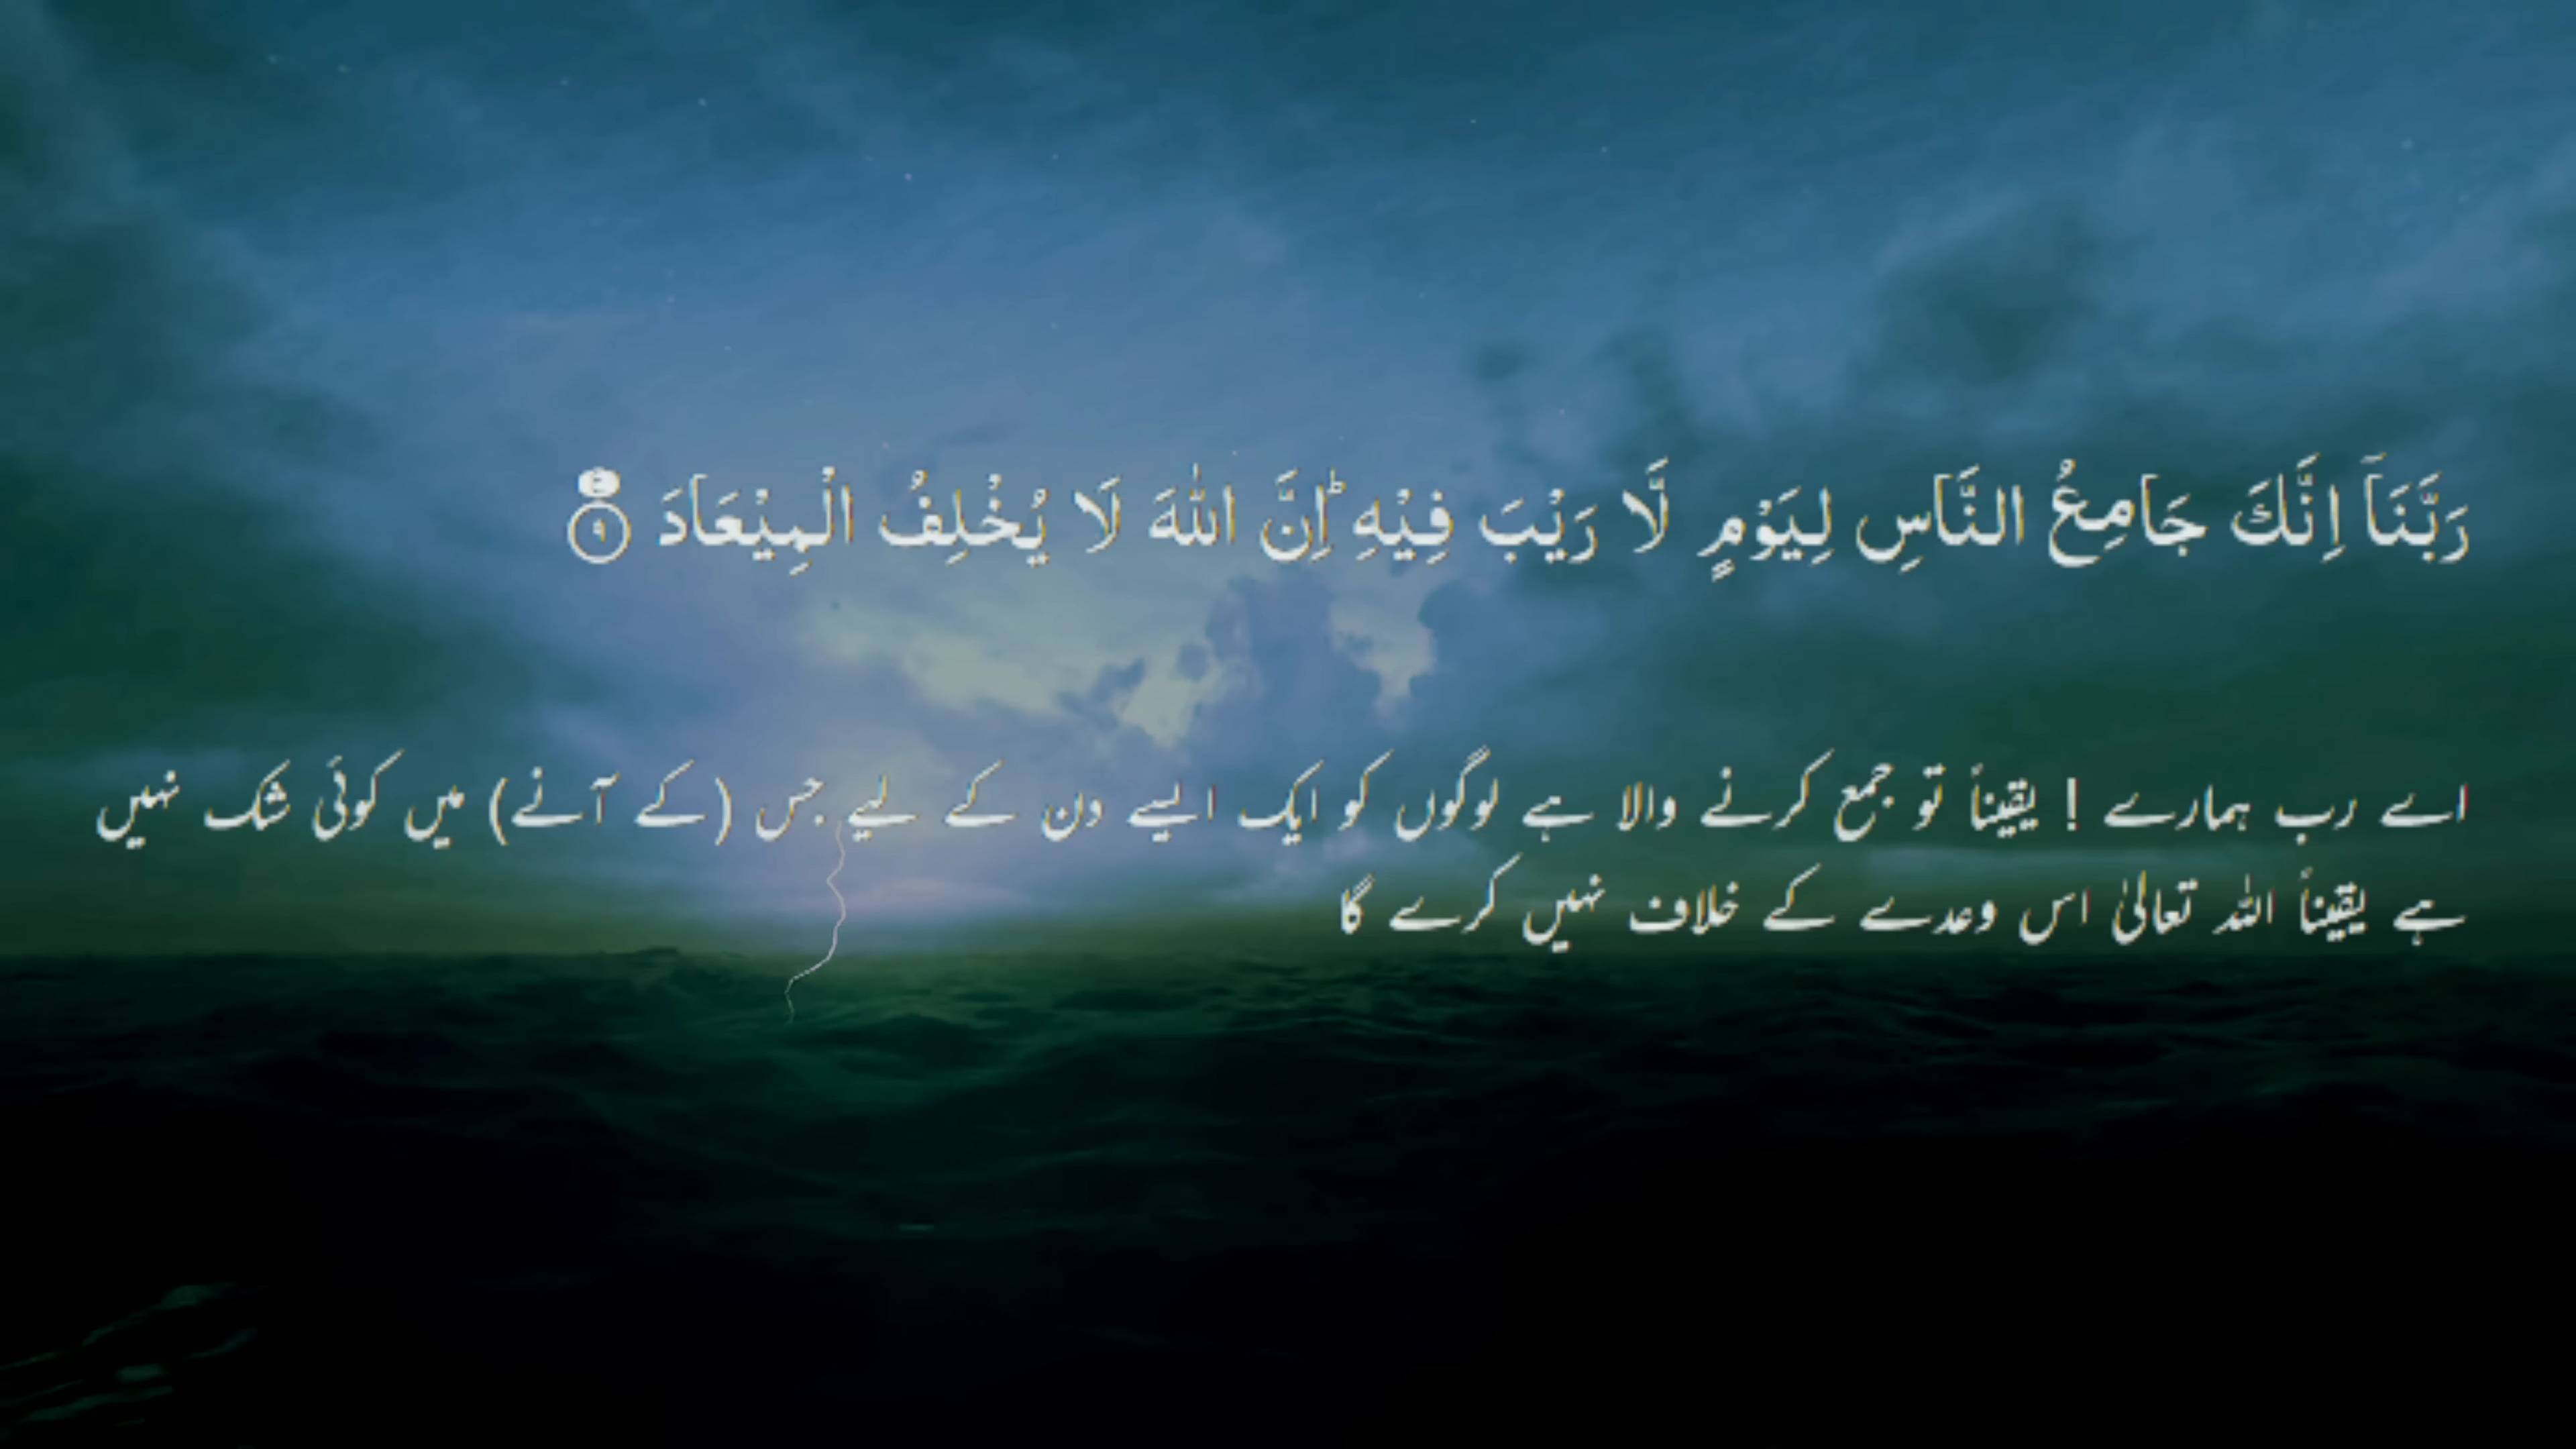 رَبَّنَاۤ اِنَّكَ جَامِعُ النَّاسِ لِيَوْمٍ لَّا رَيْبَ فِيْهِ ؕ اِنَّ اللّٰهَ لَا يُخْلِفُ الْمِيْعَادَ ۹
اے رب ہمارے ! یقیناً تو جمع کرنے والا ہے لوگوں کو ایک ایسے دن کے لیے جس (کے آنے) میں کوئی شک نہیں
ہے یقیناً اللہ تعالیٰ اس وعدے کے خلاف نہیں کرے گا